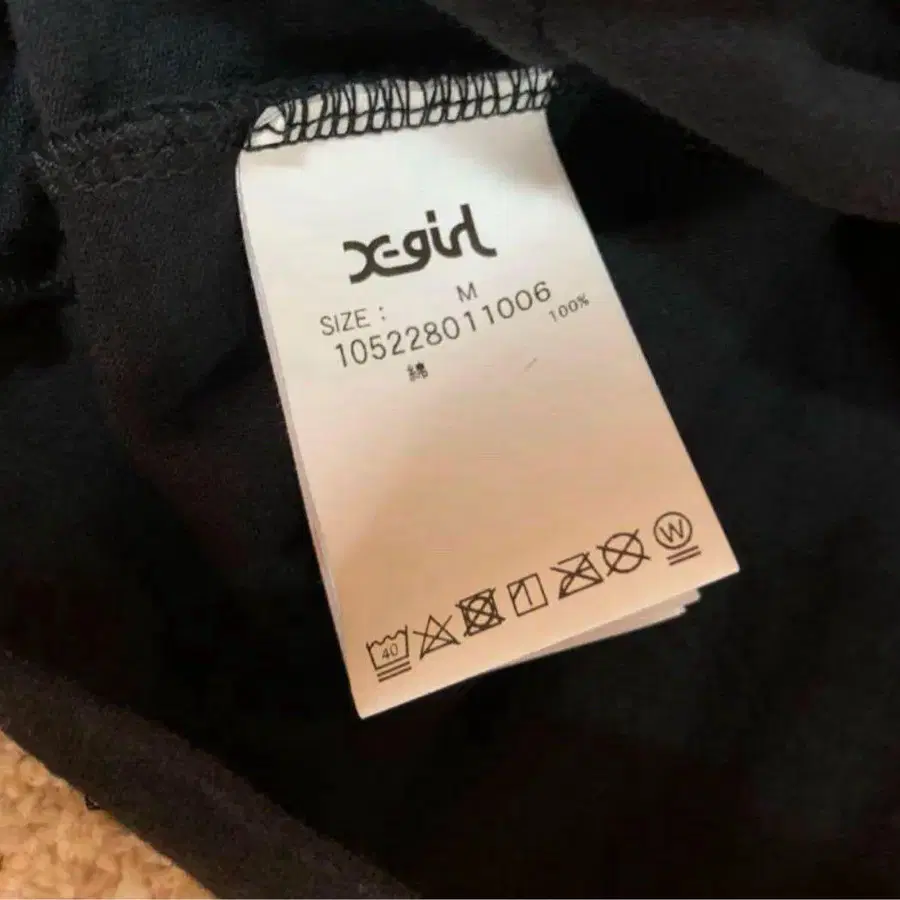 X-girl
SIZE : M
105228011006
綿 100%
40
W